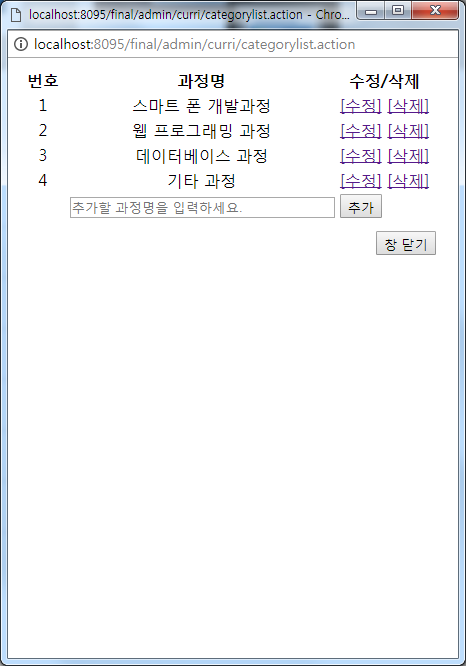 localhost:8095/final/admin/curri/categorylist.action - Chro...
localhost:8095/final/admin/curri/categorylist.action
번호 과정명 수정/삭제
1 스마트 폰 개발과정 [수정] [삭제]
2 웹 프로그래밍 과정 [수정] [삭제]
3 데이터베이스 과정 [수정] [삭제]
4 기타 과정 [수정] [삭제]
추가할 과정명을 입력하세요. 추가
창 닫기